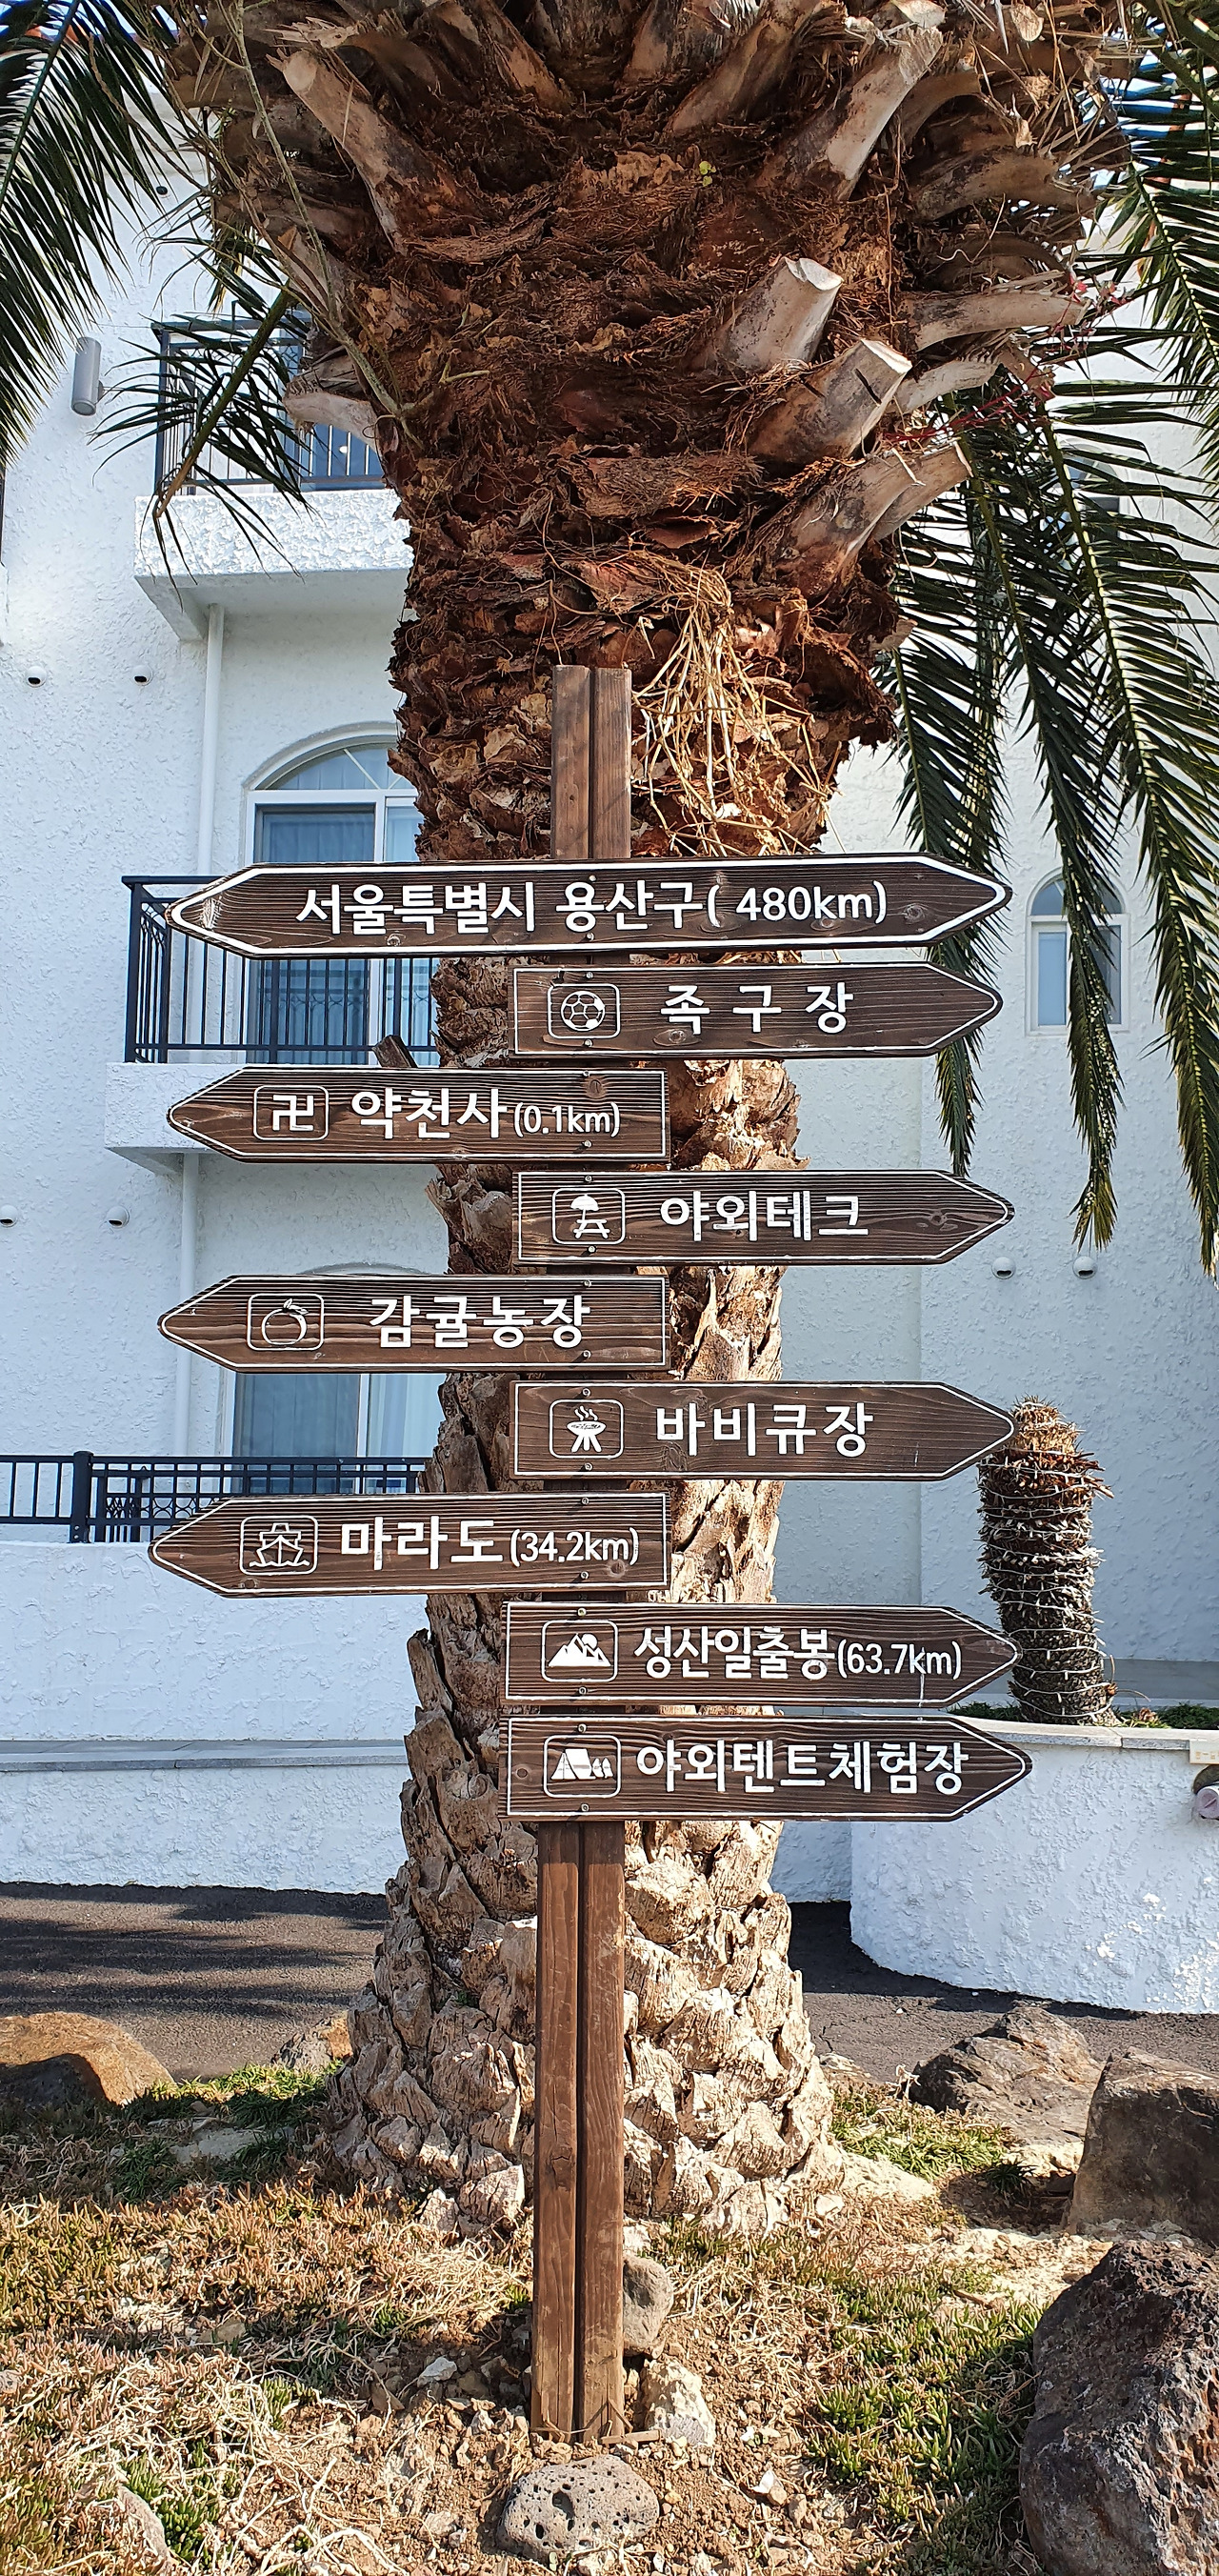 서울특별시 용산구( 480km)
족 구 장
卍 약천사(0.1km)
야외테크
감귤농장
바비큐장
마라도(34.2km)
성산일출봉(63.7km)
야외텐트체험장